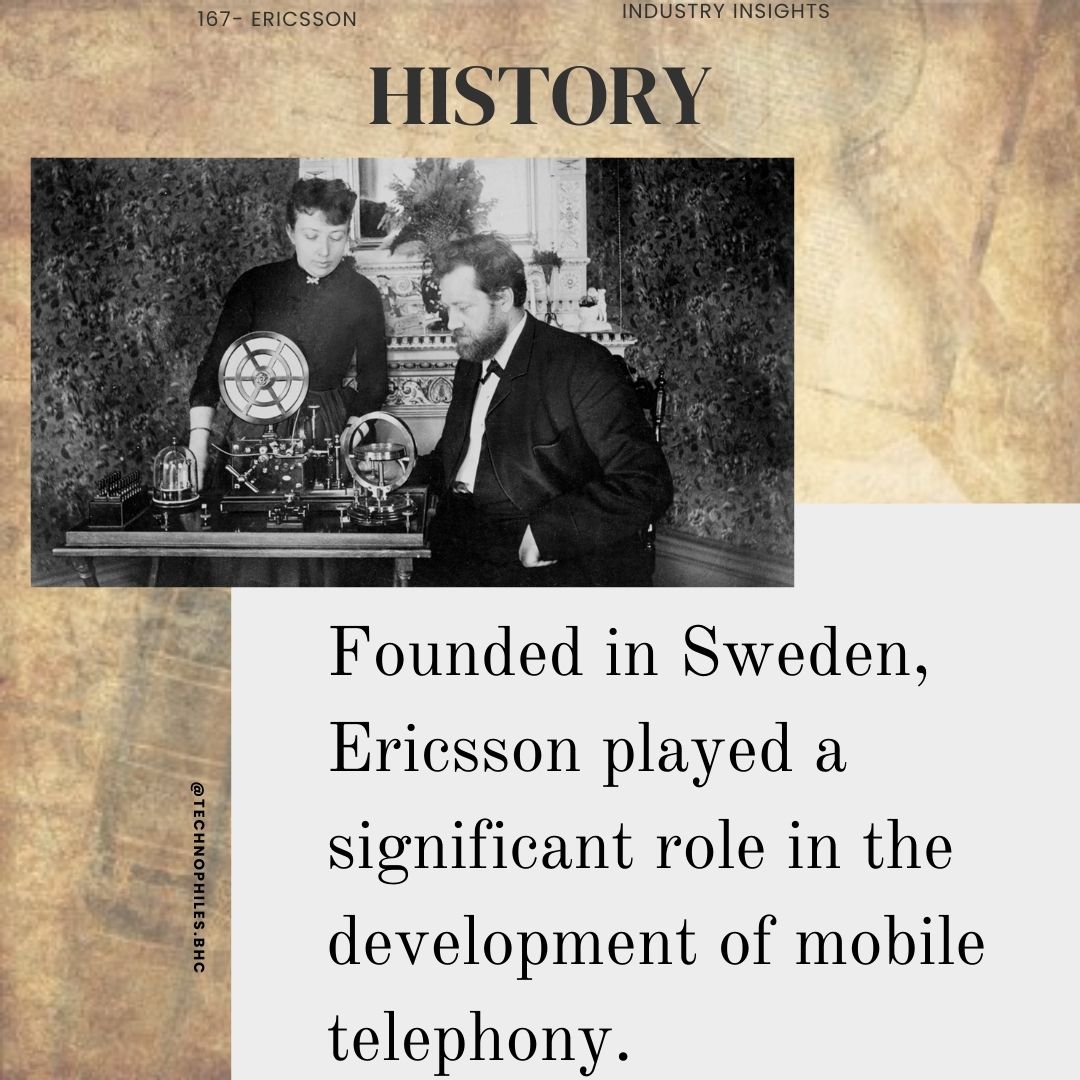 167- ERICSSON
INDUSTRY INSIGHTS
HISTORY
Founded in Sweden,
Ericsson played a
significant role in the
development of mobile
telephony.
@TECHNOPHILES.BHC